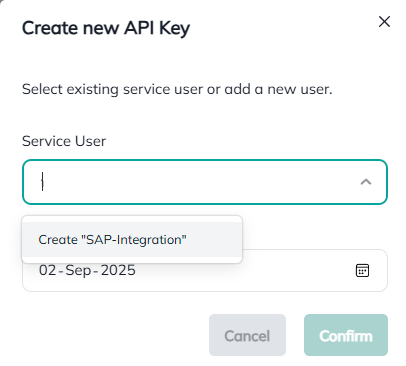 Create new API Key
Select existing service user or add a new user.
Service User
Create "SAP-Integration"
02-Sep-2025
Cancel
Confirm